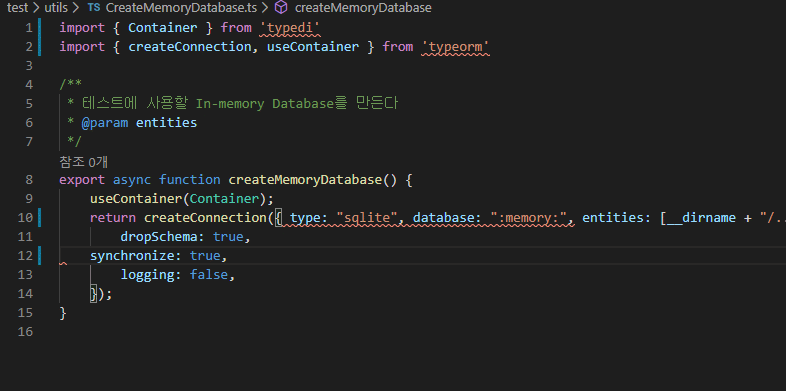 test > utils > TS CreateMemoryDatabase.ts > createMemoryDatabase
1 import { Container } from 'typedi'
2 import { createConnection, useContainer } from 'typeorm'
3
4 /**
5  * 테스트에 사용할 In-memory Database를 만든다
6  * @param entities
7  */
참조 0개
8 export async function createMemoryDatabase() {
9     useContainer(Container);
10     return createConnection({ type: "sqlite", database: ":memory:", entities: [__dirname + "/..
11         dropSchema: true,
12     synchronize: true,
13         logging: false,
14     });
15 }
16